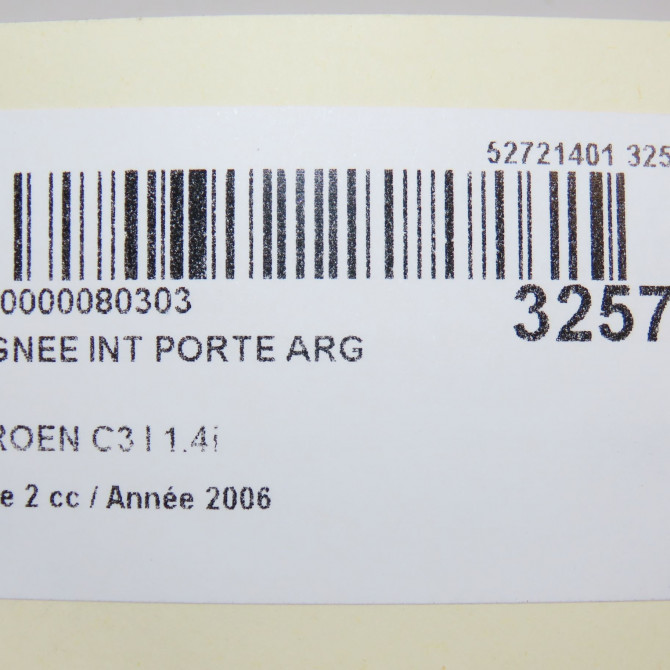 52721401 325
0000080303
3257
GNEE INT PORTE ARG
ROEN C3 I 1.4i
e 2 cc / Année 2006